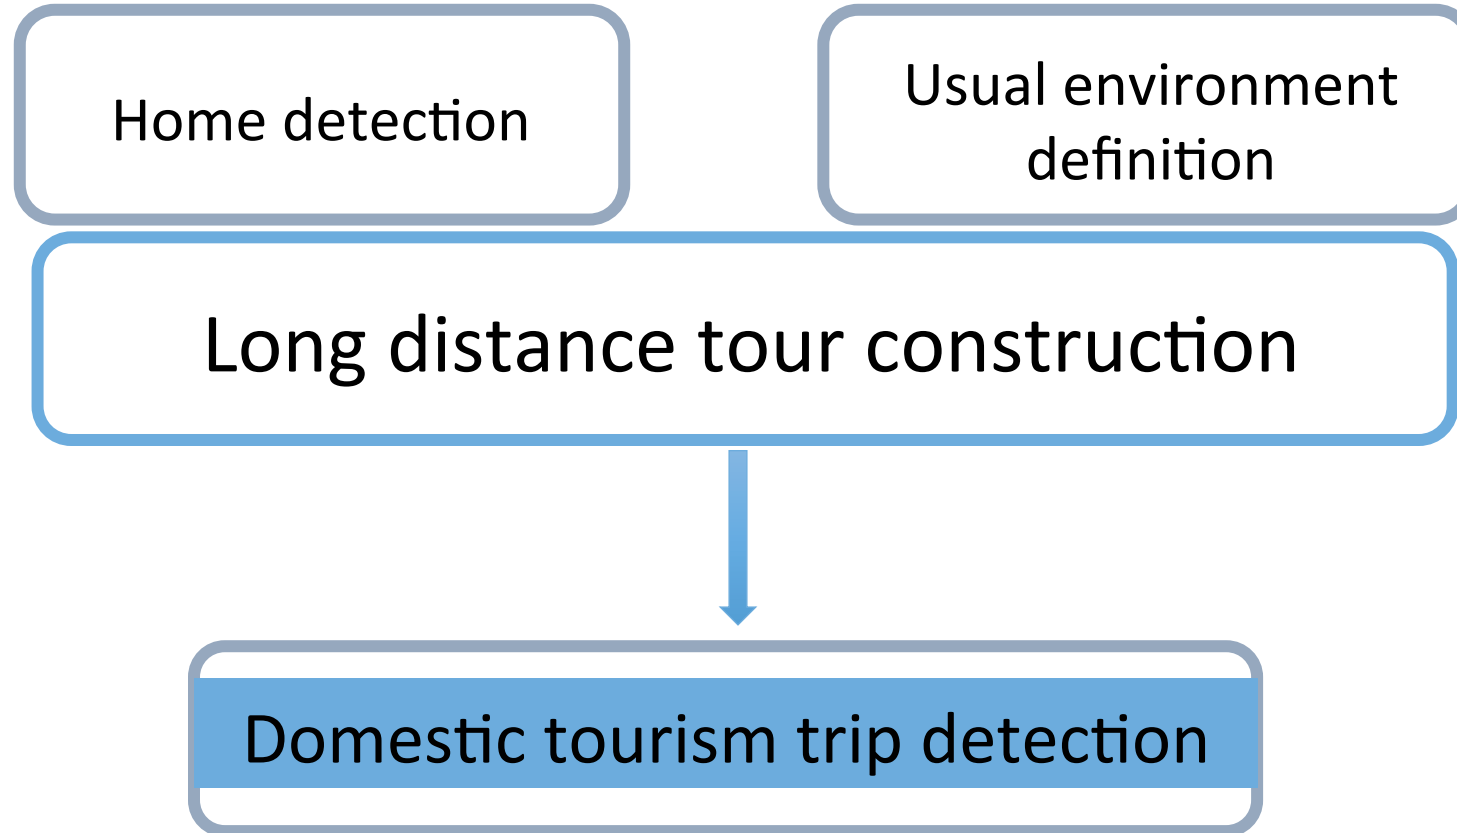 Home detection
Usual environment
definition
Long distance tour construction
Domestic tourism trip detection